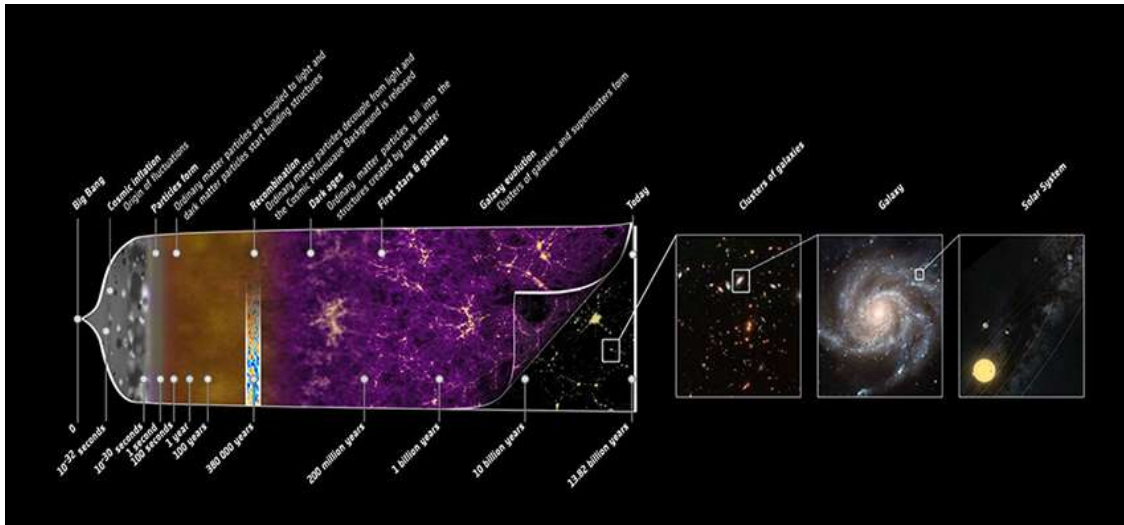 Big Bang
Cosmic inflation
Origin of fluctuations
Particles form
Ordinary matter particles are coupled to light and
dark matter particles start building structures
Recombination
Ordinary matter particles decouple from light and
the Cosmic Microwave Background is released
Dark ages
Ordinary matter particles fall into the
structures created by dark matter
First stars & galaxies
Galaxy evolution
Clusters of galaxies and superclusters form
Today
Clusters of galaxies
Galaxy
Solar System
0
10-32 seconds
10-30 seconds
1 second
100 seconds
1 year
100 years
380 000 years
200 million years
1 billion years
10 billion years
13.82 billion years